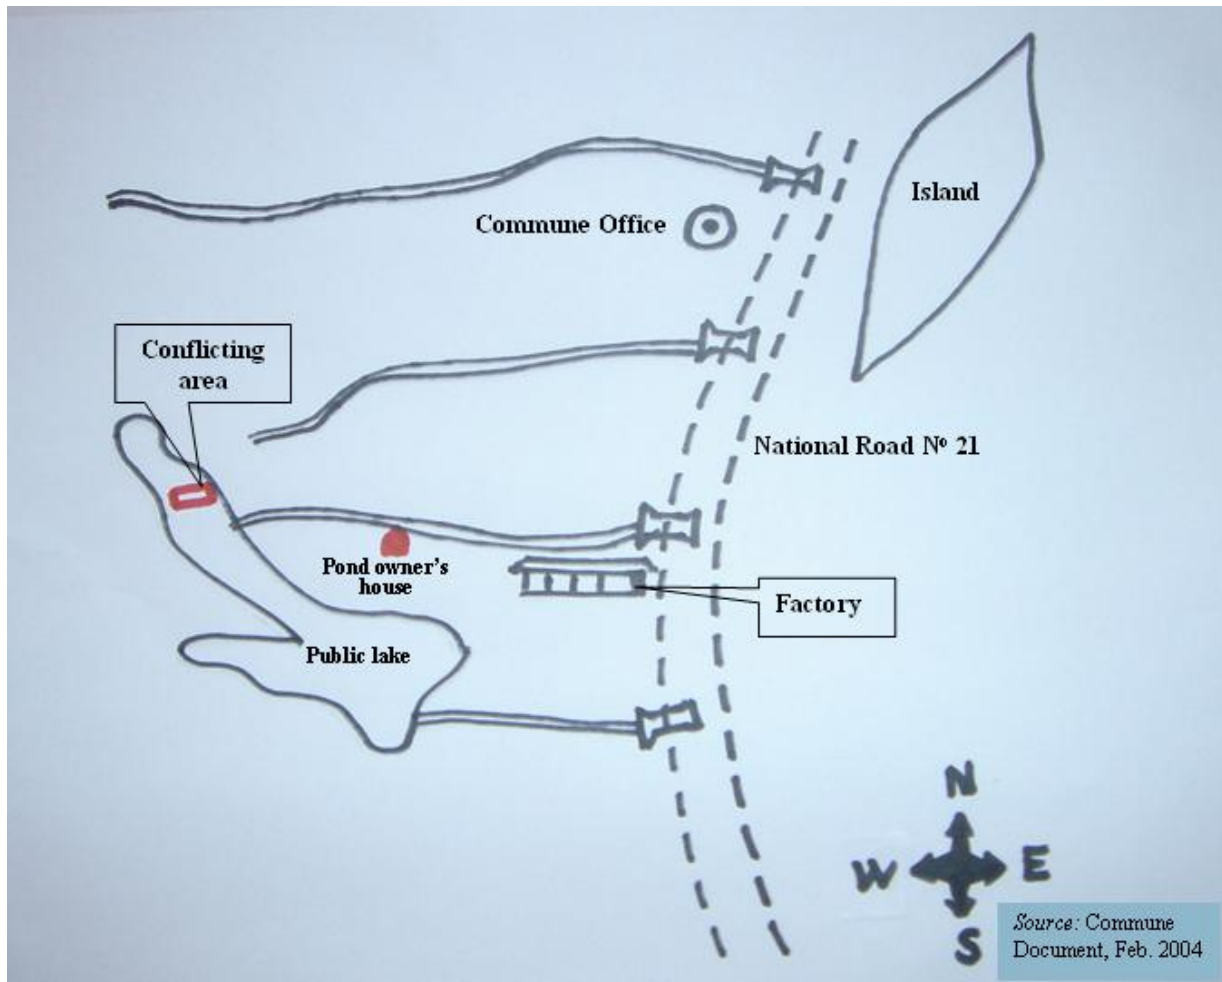 Island
Commune Office
Conflicting
area
National Road Nº 21
Pond owner's
house
Factory
Public lake
N
W
E
S
Source: Commune
Document, Feb. 2004